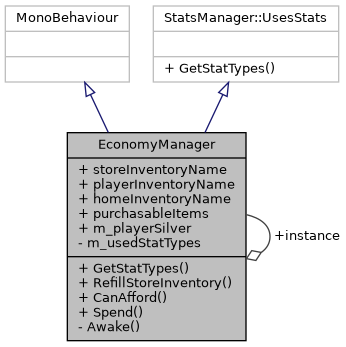 MonoBehaviour
StatsManager::UsesStats
+ GetStatTypes()
EconomyManager
+ storeInventoryName
+ playerInventoryName
+ homeInventoryName
+ purchasableItems
+ m_playerSilver
- m_usedStatTypes
+ GetStatTypes()
+ RefillStoreInventory()
+ CanAfford()
+ Spend()
- Awake()
+instance